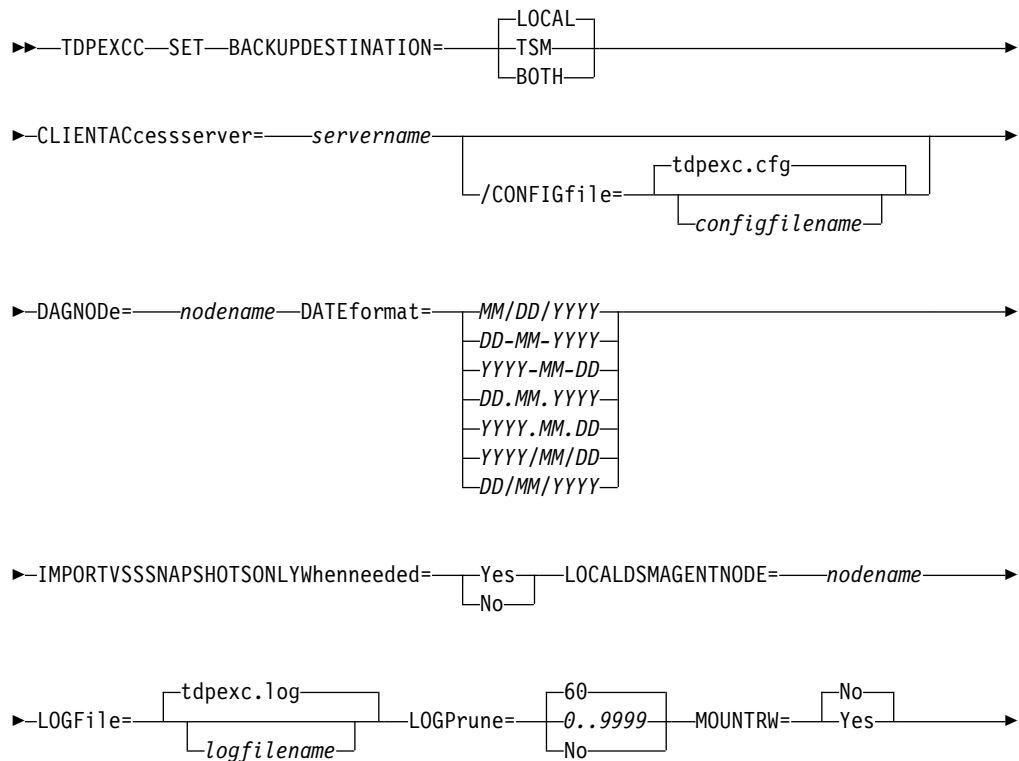 LOCAL
TDPEXCC SET BACKUPDESTINATION= TSM
BOTH
CLIENTACcessserver= servername
tdpexc.cfg
/CONFIGfile=
configfilename
DAGNODe= nodename DATEformat= MM/DD/YYYY
DD-MM-YYYY
YYYY-MM-DD
DD.MM.YYYY
YYYY.MM.DD
YYYY/MM/DD
DD/MM/YYYY
IMPORTVSSSNAPSHOTSONLYWhenneeded= Yes LOCALDSMAGENTNODE= nodename
No
tdpexc.log 60 No
LOGFile= LOGPrune= 0..9999 MOUNTRW= Yes
logfilename No